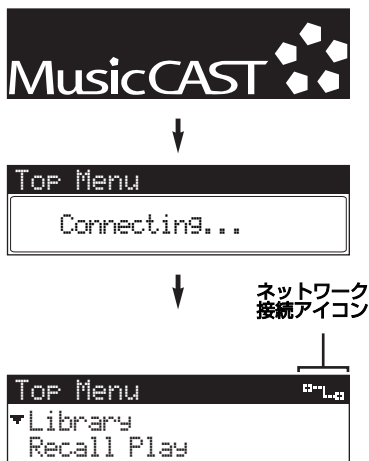 MusicCAST
Top Menu
Connecting...
ネットワーク
接続アイコン
Top Menu
Library
Recall Play